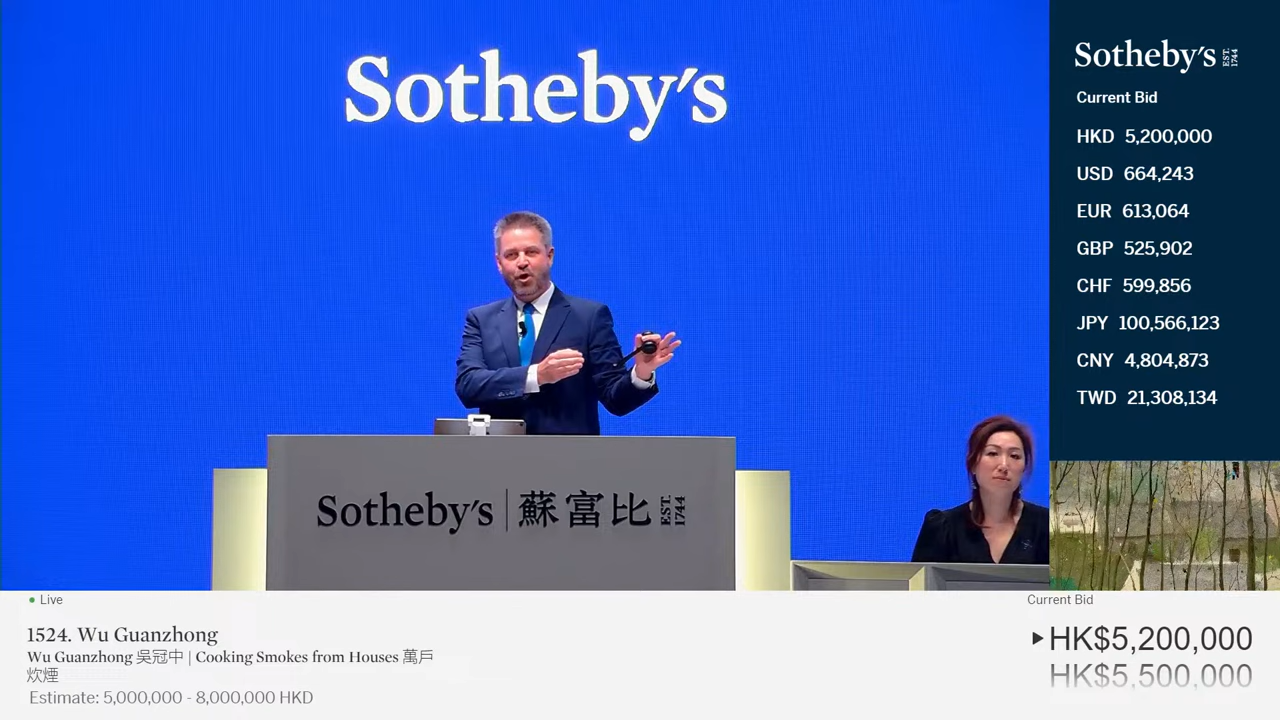 Sotheby's
Sotheby's EST. 1744
Current Bid
HKD 5,200,000
USD 664,243
EUR 613,064
GBP 525,902
CHF 599,856
JPY 100,566,123
CNY 4,804,873
TWD 21,308,134
Sotheby's | 蘇富比 EST. 1744
Live
1524. Wu Guanzhong
Wu Guanzhong 吳冠中 | Cooking Smokes from Houses 萬戶
炊煙
Estimate: 5,000,000 - 8,000,000 HKD
Current Bid
HK$5,200,000
HK$5,500,000